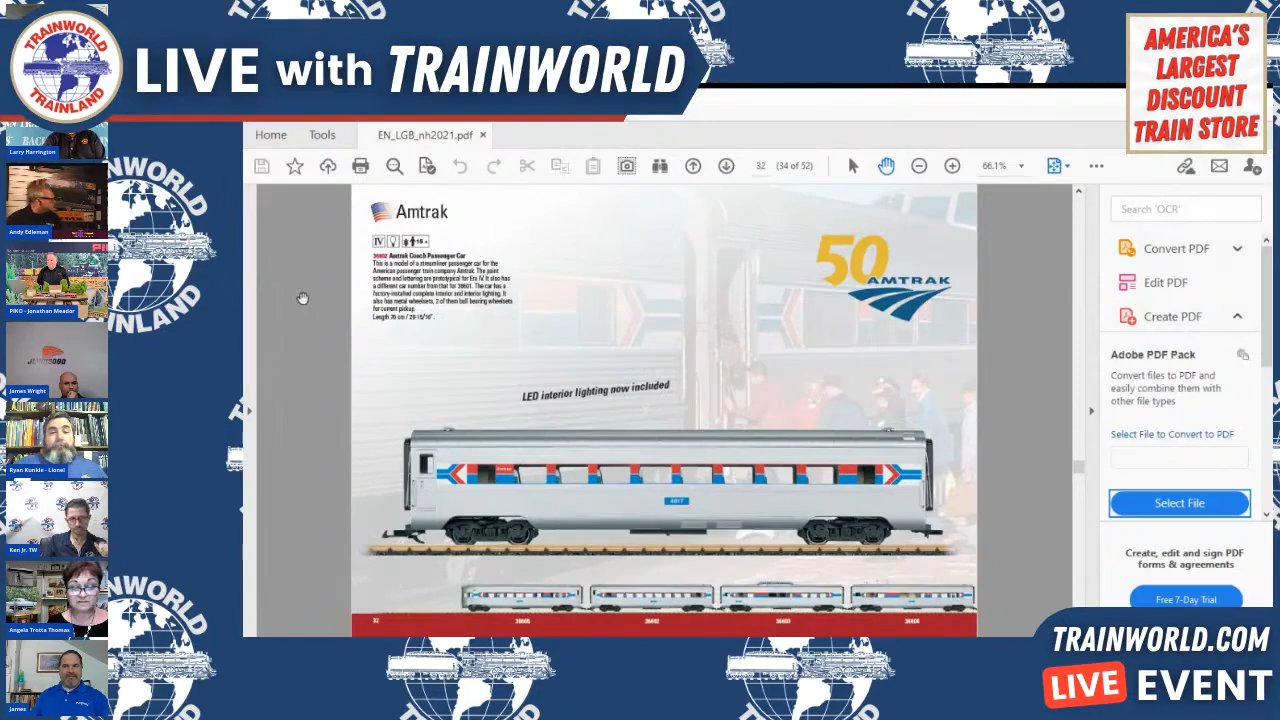 TRAINWORLD
TRAINLAND
LIVE with TRAINWORLD
AMERICA'S
LARGEST
DISCOUNT
TRAIN STORE
Home
Tools
EN_LGB_nh2021.pdf
32
(34 of 52)
66.1%
Search 'OCR'
Convert PDF
Edit PDF
Create PDF
Adobe PDF Pack
Convert files to PDF and
easily combine them with
other file types
Select File to Convert to PDF
Select File
Create, edit and sign PDF
forms & agreements
Free 7-Day Trial
Amtrak
IV
36602 Amtrak Coach Passenger Car
This is a model of a streamliner passenger car for the
American passenger train company Amtrak. The paint
scheme and lettering are prototypical for Era IV. It also has
a different car number from that for 36601. The car has a
factory-installed complete interior and interior lighting. It
also has metal wheelsets, 2 of them ball bearing wheelsets
for current pickup.
50
AMTRAK
LED interior lighting now included
Amtrak
32
36602
36603
36604
Larry Harrington
Andy Edleman
PIKO - Jonathan Meador
James Wright
Ryan Kunkle - Lionel
Ken Jr. TW
Angela Trotta Thomas
James
TRAINWORLD.COM
LIVE EVENT